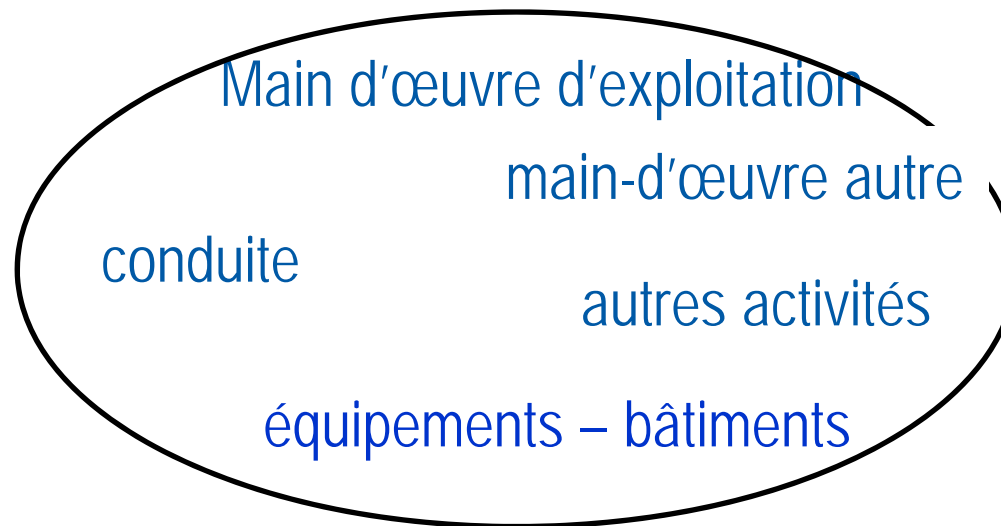 Main d'œuvre d'exploitation
main-d'œuvre autre
conduite
autres activités
équipements – bâtiments